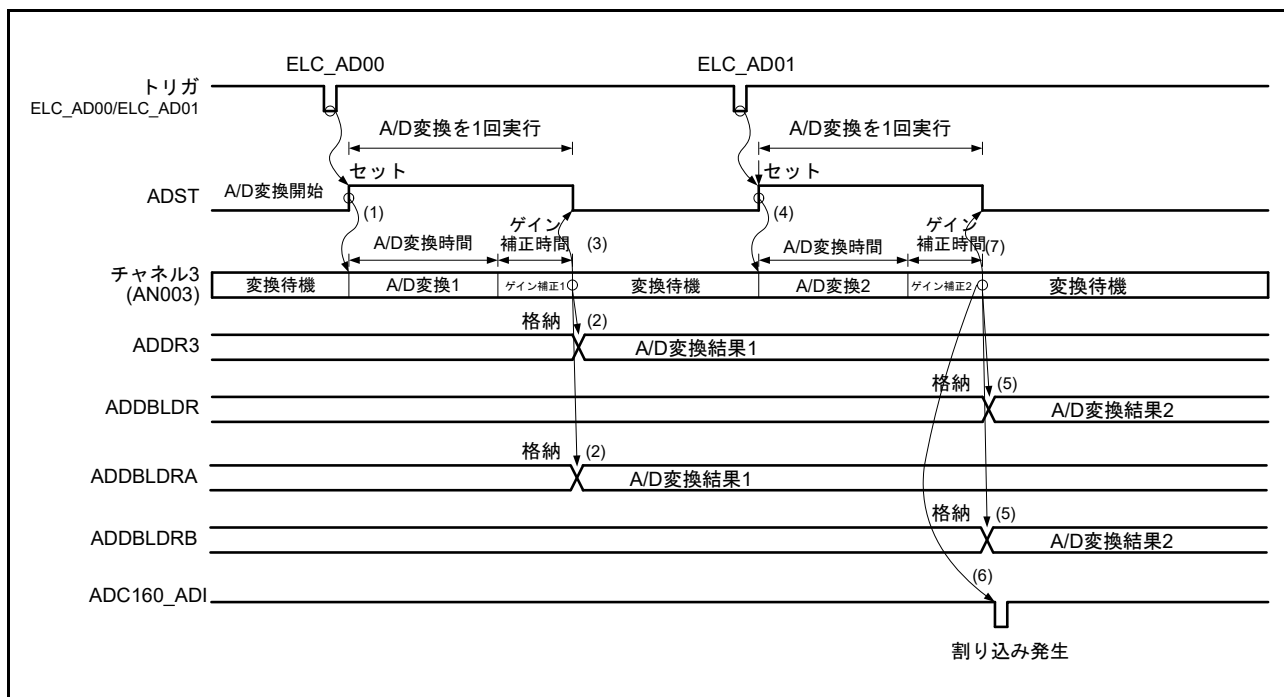 ELC_AD00
ELC_AD01
トリガ
ELC_AD00/ELC_AD01
A/D変換を1回実行
A/D変換を1回実行
セット
セット
ADST
A/D変換開始
(1)
(4)
ゲイン
補正時間
(3)
ゲイン
補正時間
(7)
A/D変換時間
A/D変換時間
チャネル3
(AN003)
変換待機
A/D変換1
ゲイン補正1
変換待機
A/D変換2
ゲイン補正2
変換待機
格納
(2)
ADDR3
A/D変換結果1
格納
(5)
ADDBLDR
A/D変換結果2
格納
(2)
ADDBLDRA
A/D変換結果1
格納
(5)
ADDBLDRB
A/D変換結果2
(6)
ADC160_ADI
割り込み発生